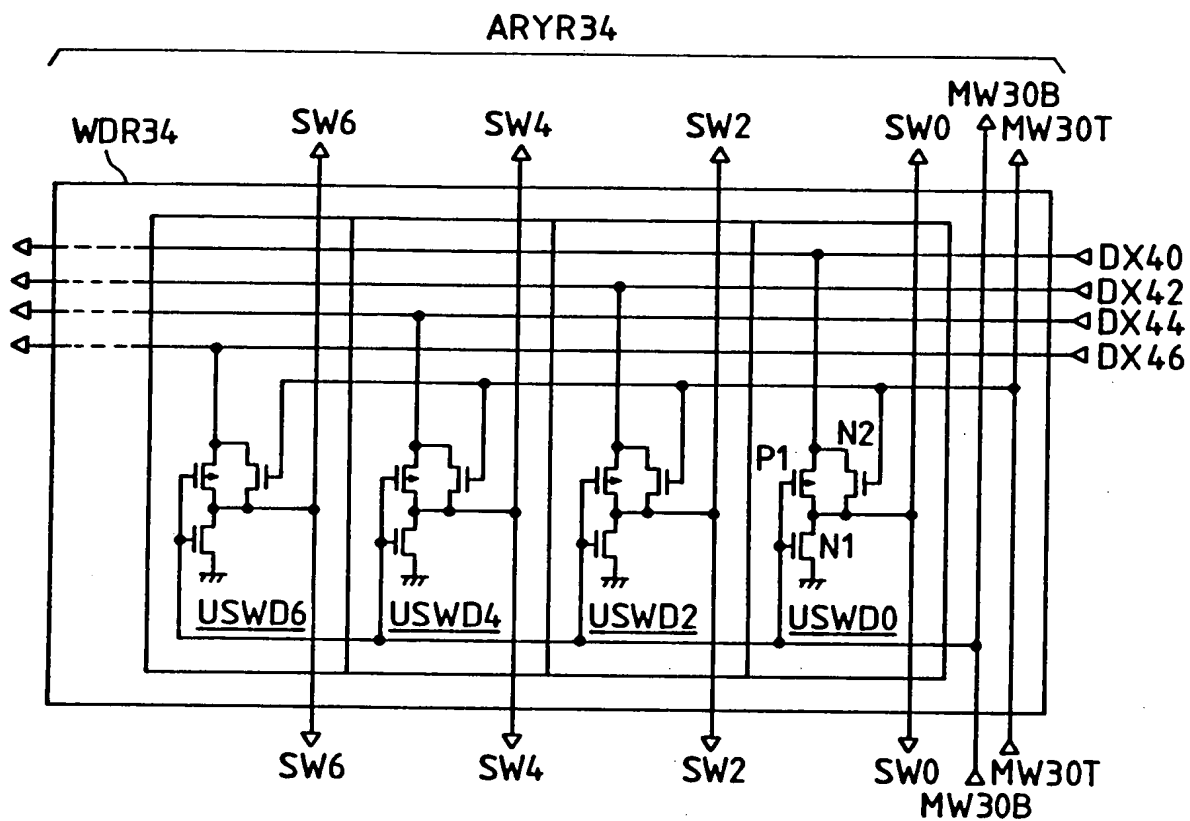 ARYR34
MW30B
WDR34 SW6 SW4 SW2 SW0 MW30T
DX40
DX42
DX44
DX46
P1 N2
N1
USWD6 USWD4 USWD2 USWD0
SW6 SW4 SW2 SW0 MW30T
MW30B